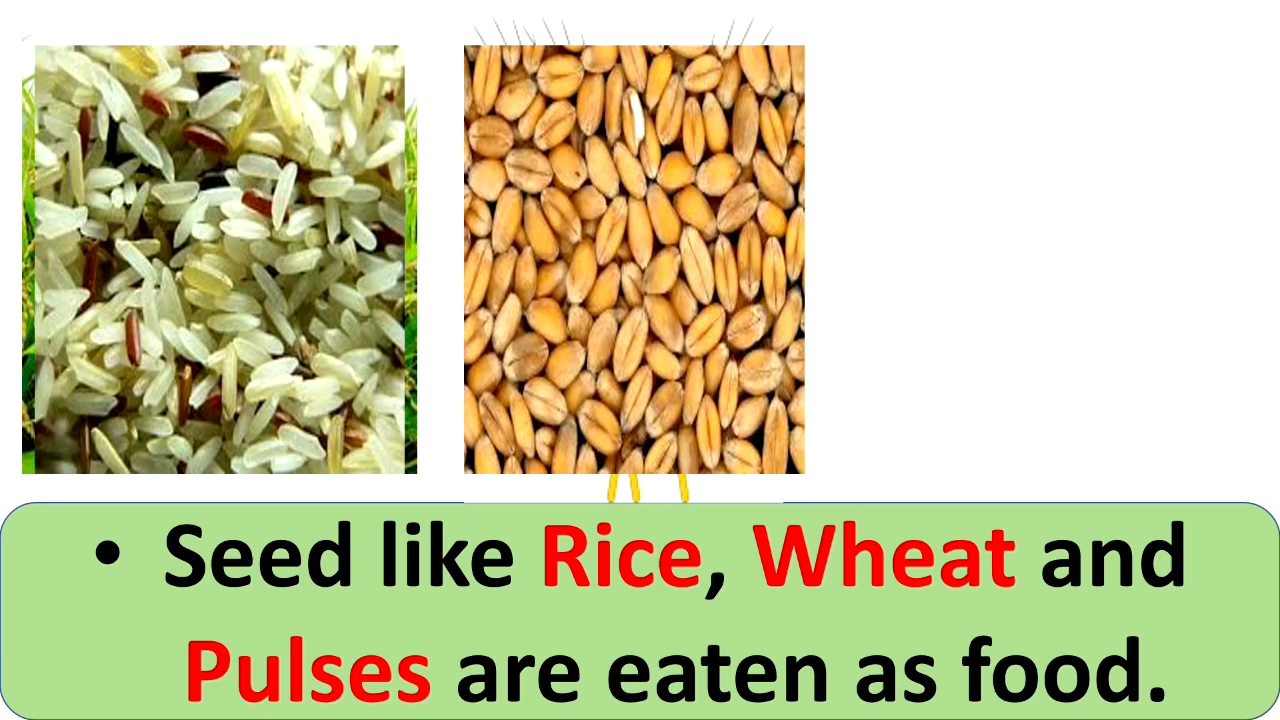 • Seed like Rice, Wheat and
Pulses are eaten as food.